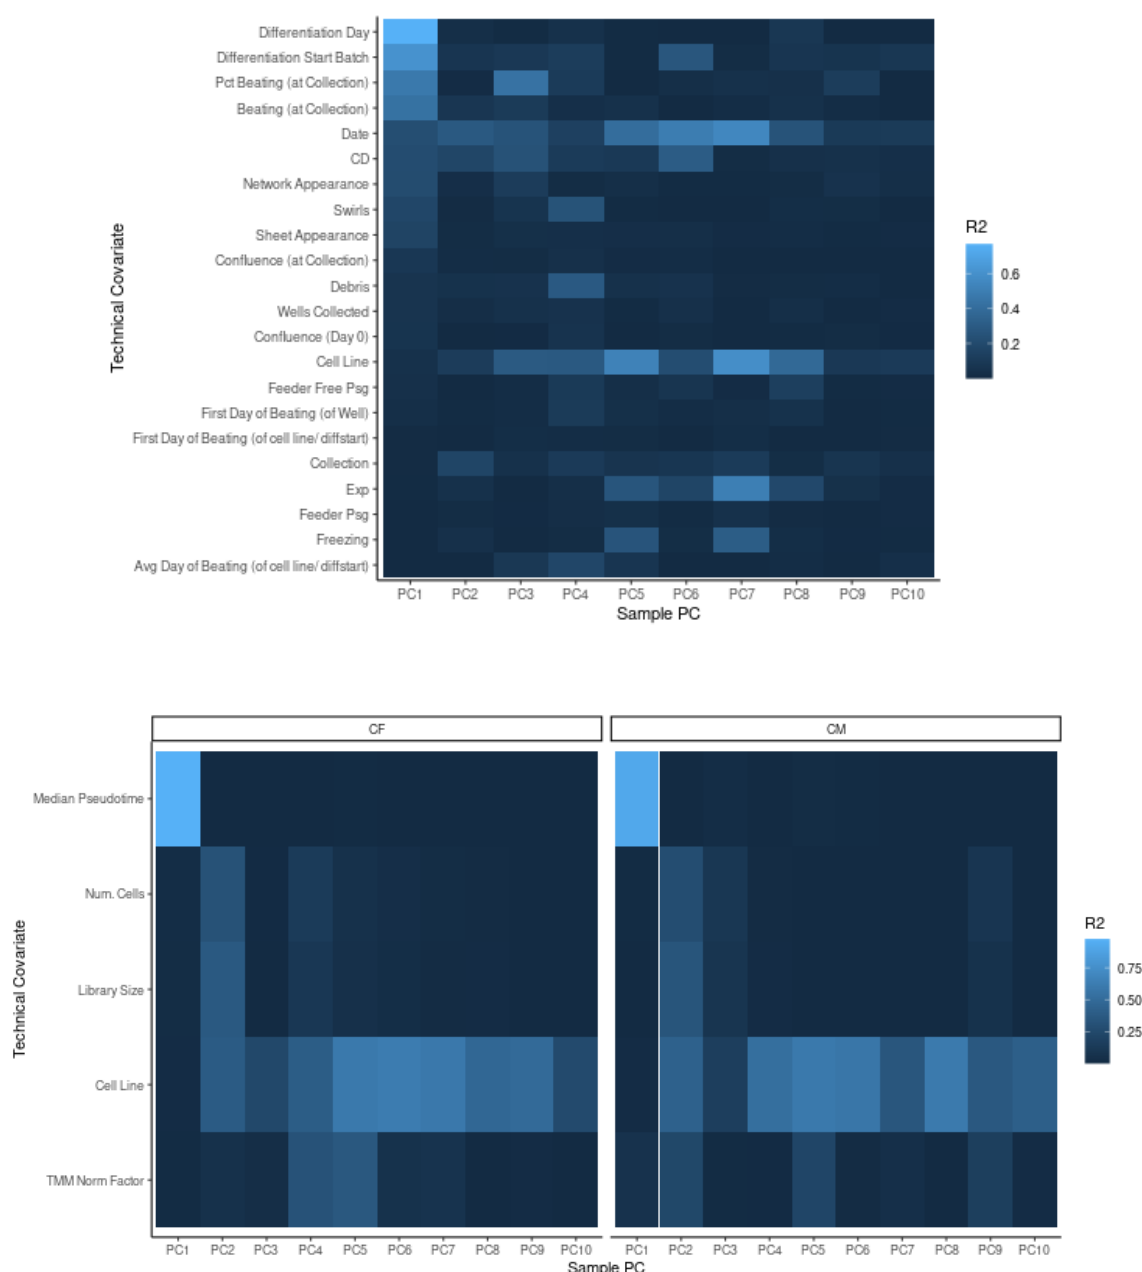 Differentiation Day
Differentiation Start Batch
Pct Beating (at Collection)
Beating (at Collection)
Date
CD
Network Appearance
Swirls
Sheet Appearance
Confluence (at Collection)
Debris
Wells Collected
Confluence (Day 0)
Cell Line
Feeder Free Psg
First Day of Beating (of Well)
First Day of Beating (of cell line/ diffstart)
Collection
Exp
Feeder Psg
Freezing
Avg Day of Beating (of cell line/ diffstart)
Technical Covariate
PC1 PC2 PC3 PC4 PC5 PC6 PC7 PC8 PC9 PC10
Sample PC
R2
0.6
0.4
0.2
CF
CM
Median Pseudotime
Num. Cells
Library Size
Cell Line
TMM Norm Factor
Technical Covariate
PC1 PC2 PC3 PC4 PC5 PC6 PC7 PC8 PC9 PC10
PC1 PC2 PC3 PC4 PC5 PC6 PC7 PC8 PC9 PC10
Sample PC
R2
0.75
0.50
0.25